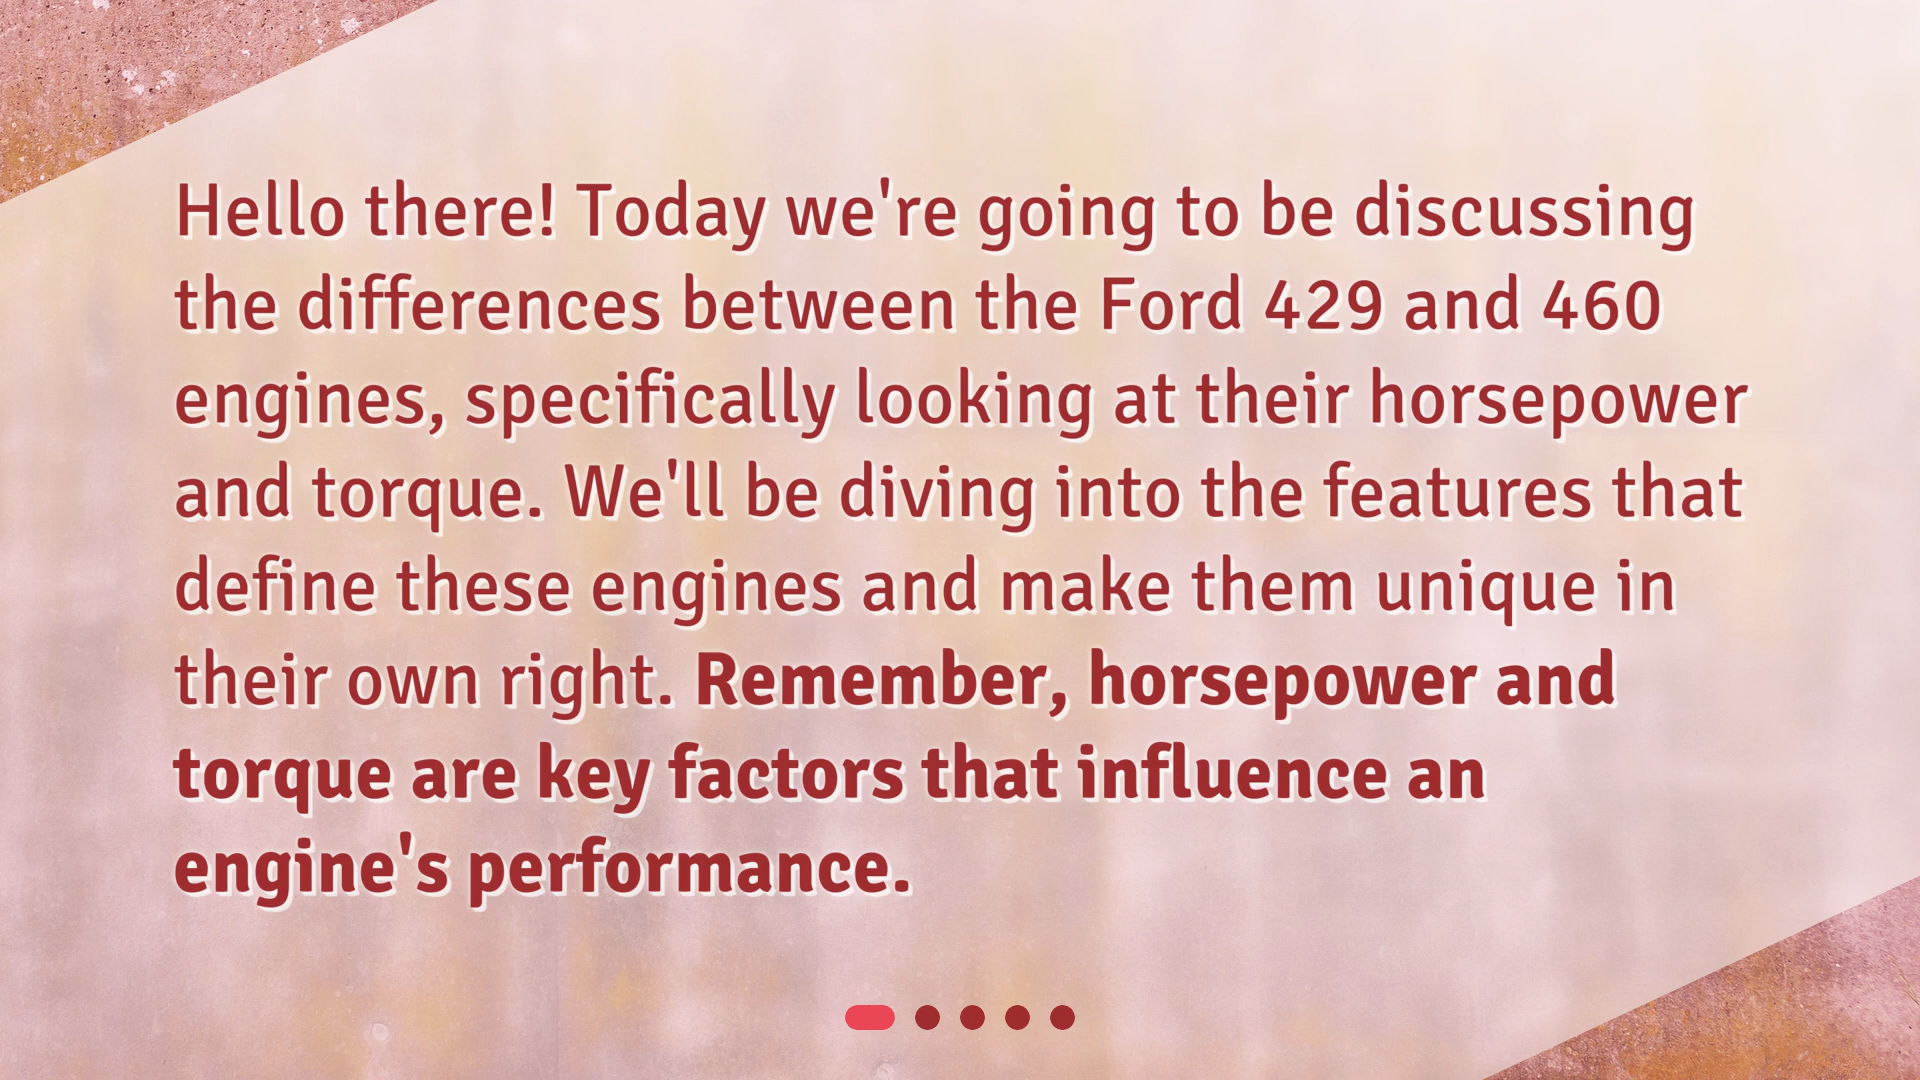 Hello there! Today we're going to be discussing
the differences between the Ford 429 and 460
engines, specifically looking at their horsepower
and torque. We'll be diving into the features that
define these engines and make them unique in
their own right. Remember, horsepower and
torque are key factors that influence an
engine's performance.